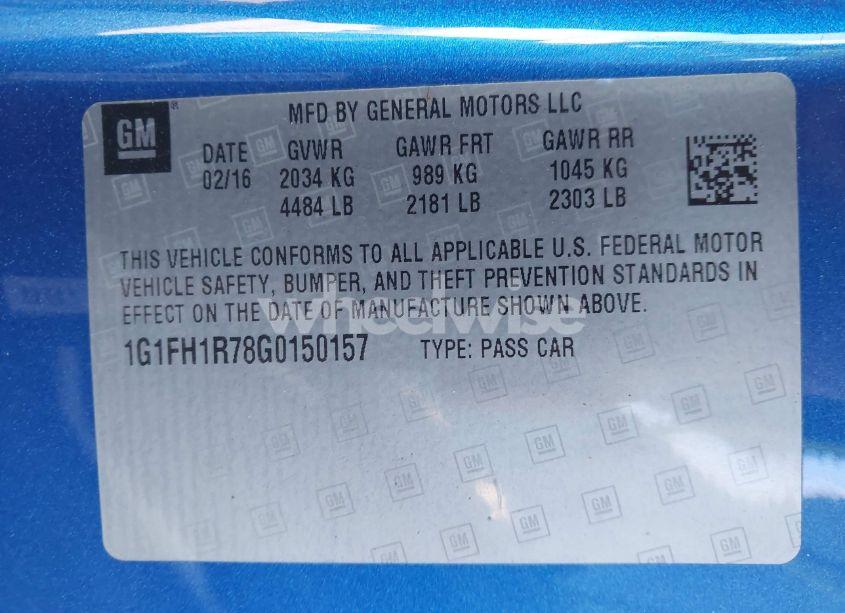 GM
MFD BY GENERAL MOTORS LLC
DATE GVWR GAWR FRT GAWR RR
02/16 2034 KG 989 KG 1045 KG
4484 LB 2181 LB 2303 LB
THIS VEHICLE CONFORMS TO ALL APPLICABLE U.S. FEDERAL MOTOR
VEHICLE SAFETY, BUMPER, AND THEFT PREVENTION STANDARDS IN
EFFECT ON THE DATE OF MANUFACTURE SHOWN ABOVE.
wheelwise
1G1FH1R78G0150157 TYPE: PASS CAR